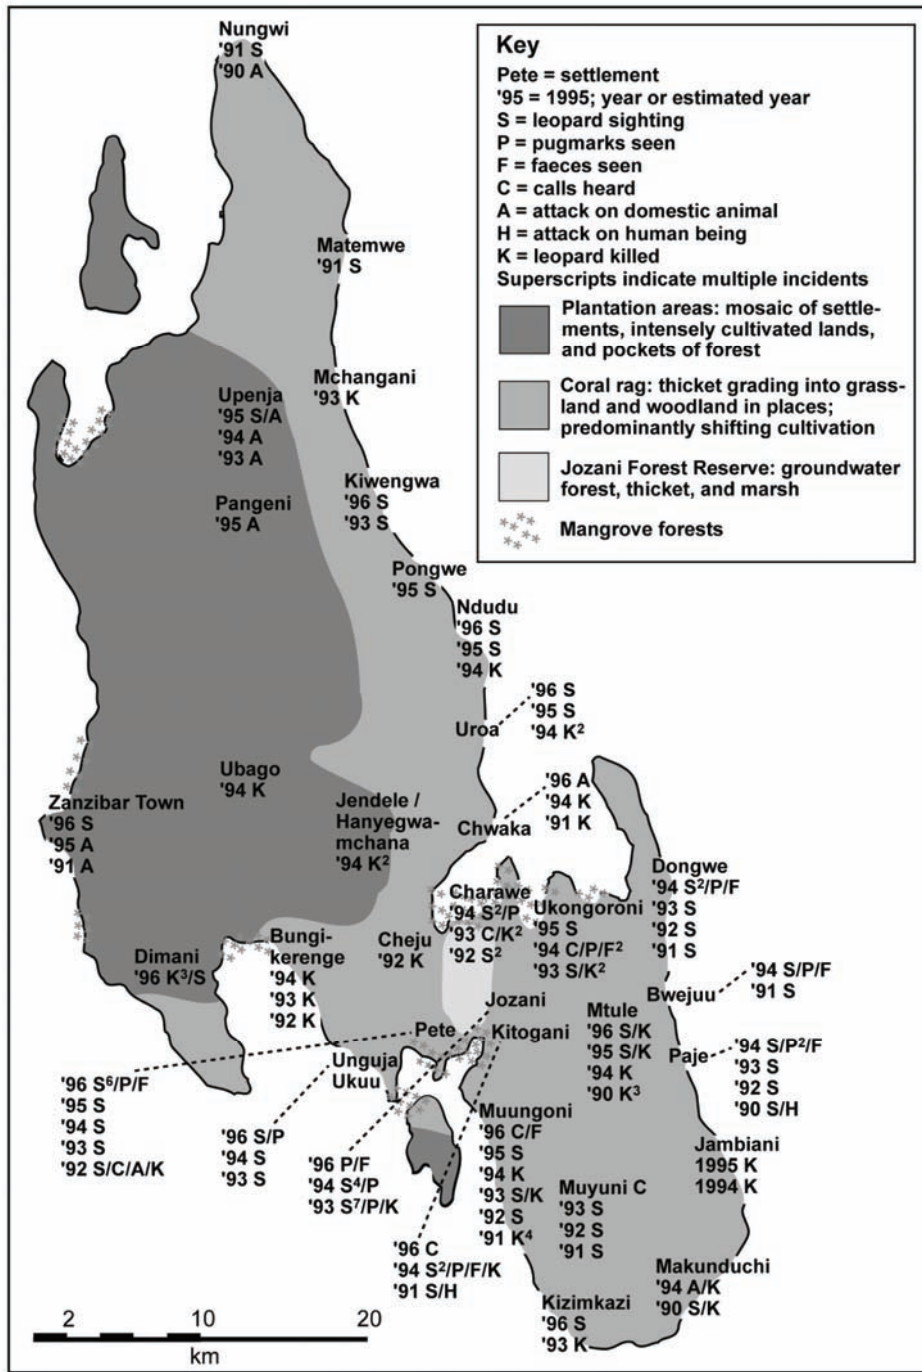 Nungwi
'91 S
'90 A
Key
Pete = settlement
'95 = 1995; year or estimated year
S = leopard sighting
P = pugmarks seen
F = faeces seen
C = calls heard
A = attack on domestic animal
H = attack on human being
K = leopard killed
Superscripts indicate multiple incidents
Plantation areas: mosaic of settle-
ments, intensely cultivated lands,
and pockets of forest
Coral rag: thicket grading into grass-
land and woodland in places;
predominantly shifting cultivation
Jozani Forest Reserve: groundwater
forest, thicket, and marsh
Mangrove forests
Matemwe
'91 S
Mchangani
'93 K
Upenja
'95 S/A
'94 A
'93 A
Pangeni
'95 A
Kiwengwa
'96 S
'93 S
Pongwe
'95 S
Ndudu
'96 S
'95 S
'94 K
Uroa
'96 S
'95 S
'94 K²
Ubago
'94 K
Zanzibar Town
'96 S
'95 A
'91 A
Jendele /
Hanyegwa-
mchana
'94 K²
Chwaka
'96 A
'94 K
'91 K
Charawe
'94 S²/P
'93 C/K²
'92 S²
Ukongoroni
'95 S
'94 C/P/F²
'93 S/K²
Dongwe
'94 S²/P/F
'93 S
'92 S
'91 S
Dimani
'96 K³/S
Bungi-
kerenge
'94 K
'93 K
'92 K
Cheju
'92 K
Bwejuu
'94 S/P/F
'91 S
Jozani
Pete
Kitogani
Mtule
'96 S/K
'95 S/K
'94 K
'90 K³
Paje
'94 S/P²/F
'93 S
'92 S
'90 S/H
Unguja
Ukuu
'96 S⁶/P/F
'95 S
'94 S
'93 S
'92 S/C/A/K
'96 S/P
'94 S
'93 S
'96 P/F
'94 S⁴/P
'93 S⁷/P/K
Muungoni
'96 C/F
'95 S
'94 K
'93 S/K
'92 S
'91 K⁴
Jambiani
1995 K
1994 K
Muyuni C
'93 S
'92 S
'91 S
'96 C
'94 S²/P/F/K
'91 S/H
Makunduchi
'94 A/K
'90 S/K
Kizimkazi
'96 S
'93 K
2 10 20
km